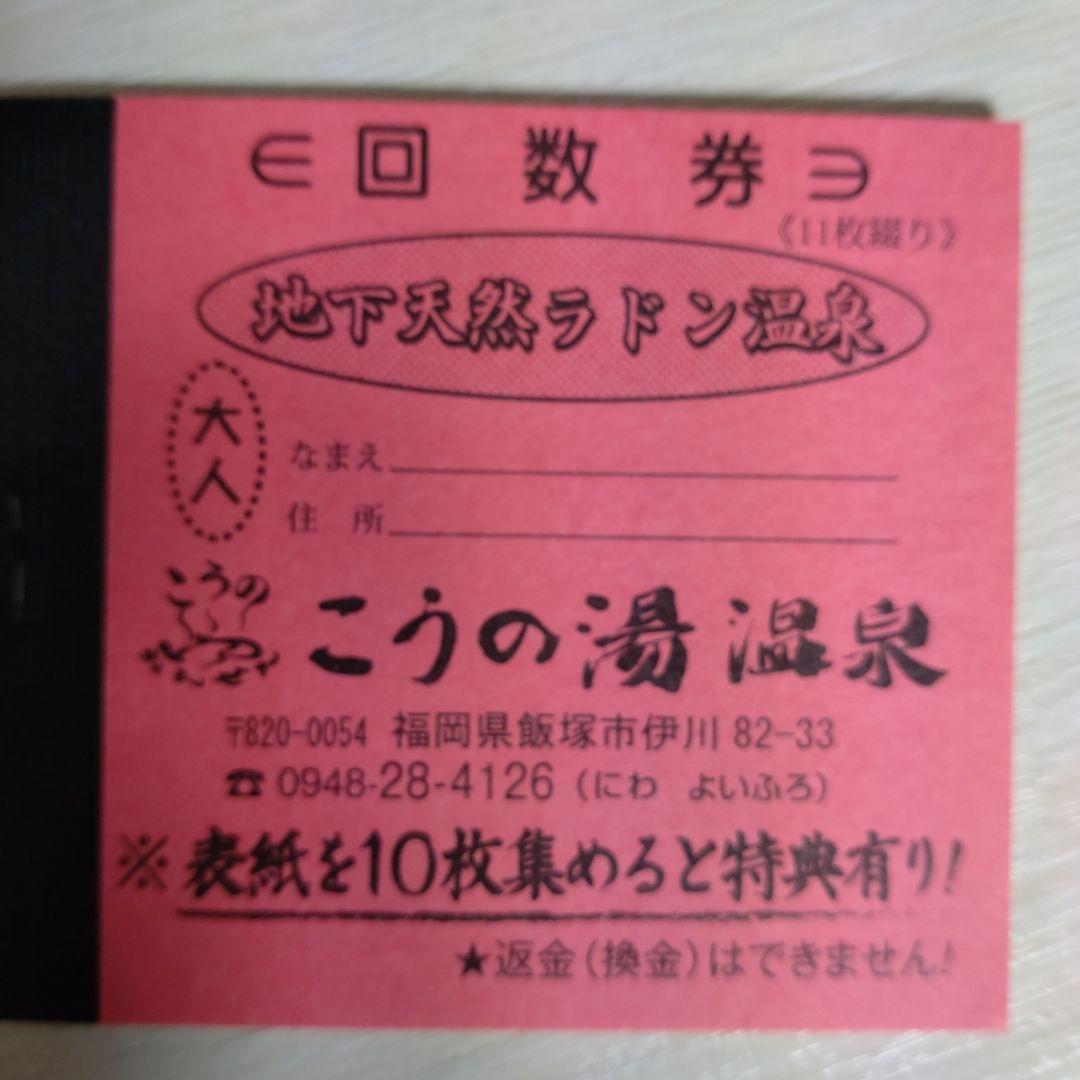 ∈回数券∋
《11枚綴り》
地下天然ラドン温泉
大人
なまえ
住所
こうの
こうの湯温泉
〒820-0054 福岡県飯塚市伊川 82-33
☎ 0948-28-4126 (にわ よいふろ)
※表紙を10枚集めると特典有り!
★返金(換金)はできません!